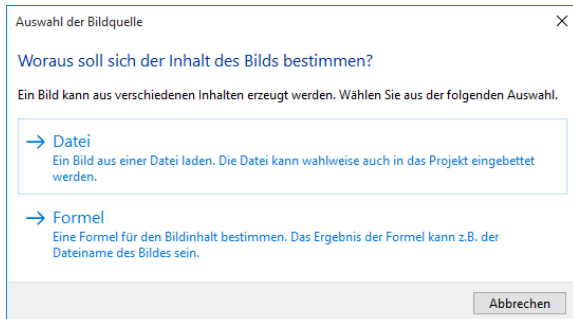 Auswahl der Bildquelle
Woraus soll sich der Inhalt des Bilds bestimmen?
Ein Bild kann aus verschiedenen Inhalten erzeugt werden. Wählen Sie aus der folgenden Auswahl.
Datei
Ein Bild aus einer Datei laden. Die Datei kann wahlweise auch in das Projekt eingebettet
werden.
Formel
Eine Formel für den Bildinhalt bestimmen. Das Ergebnis der Formel kann z.B. der
Dateiname des Bildes sein.
Abbrechen